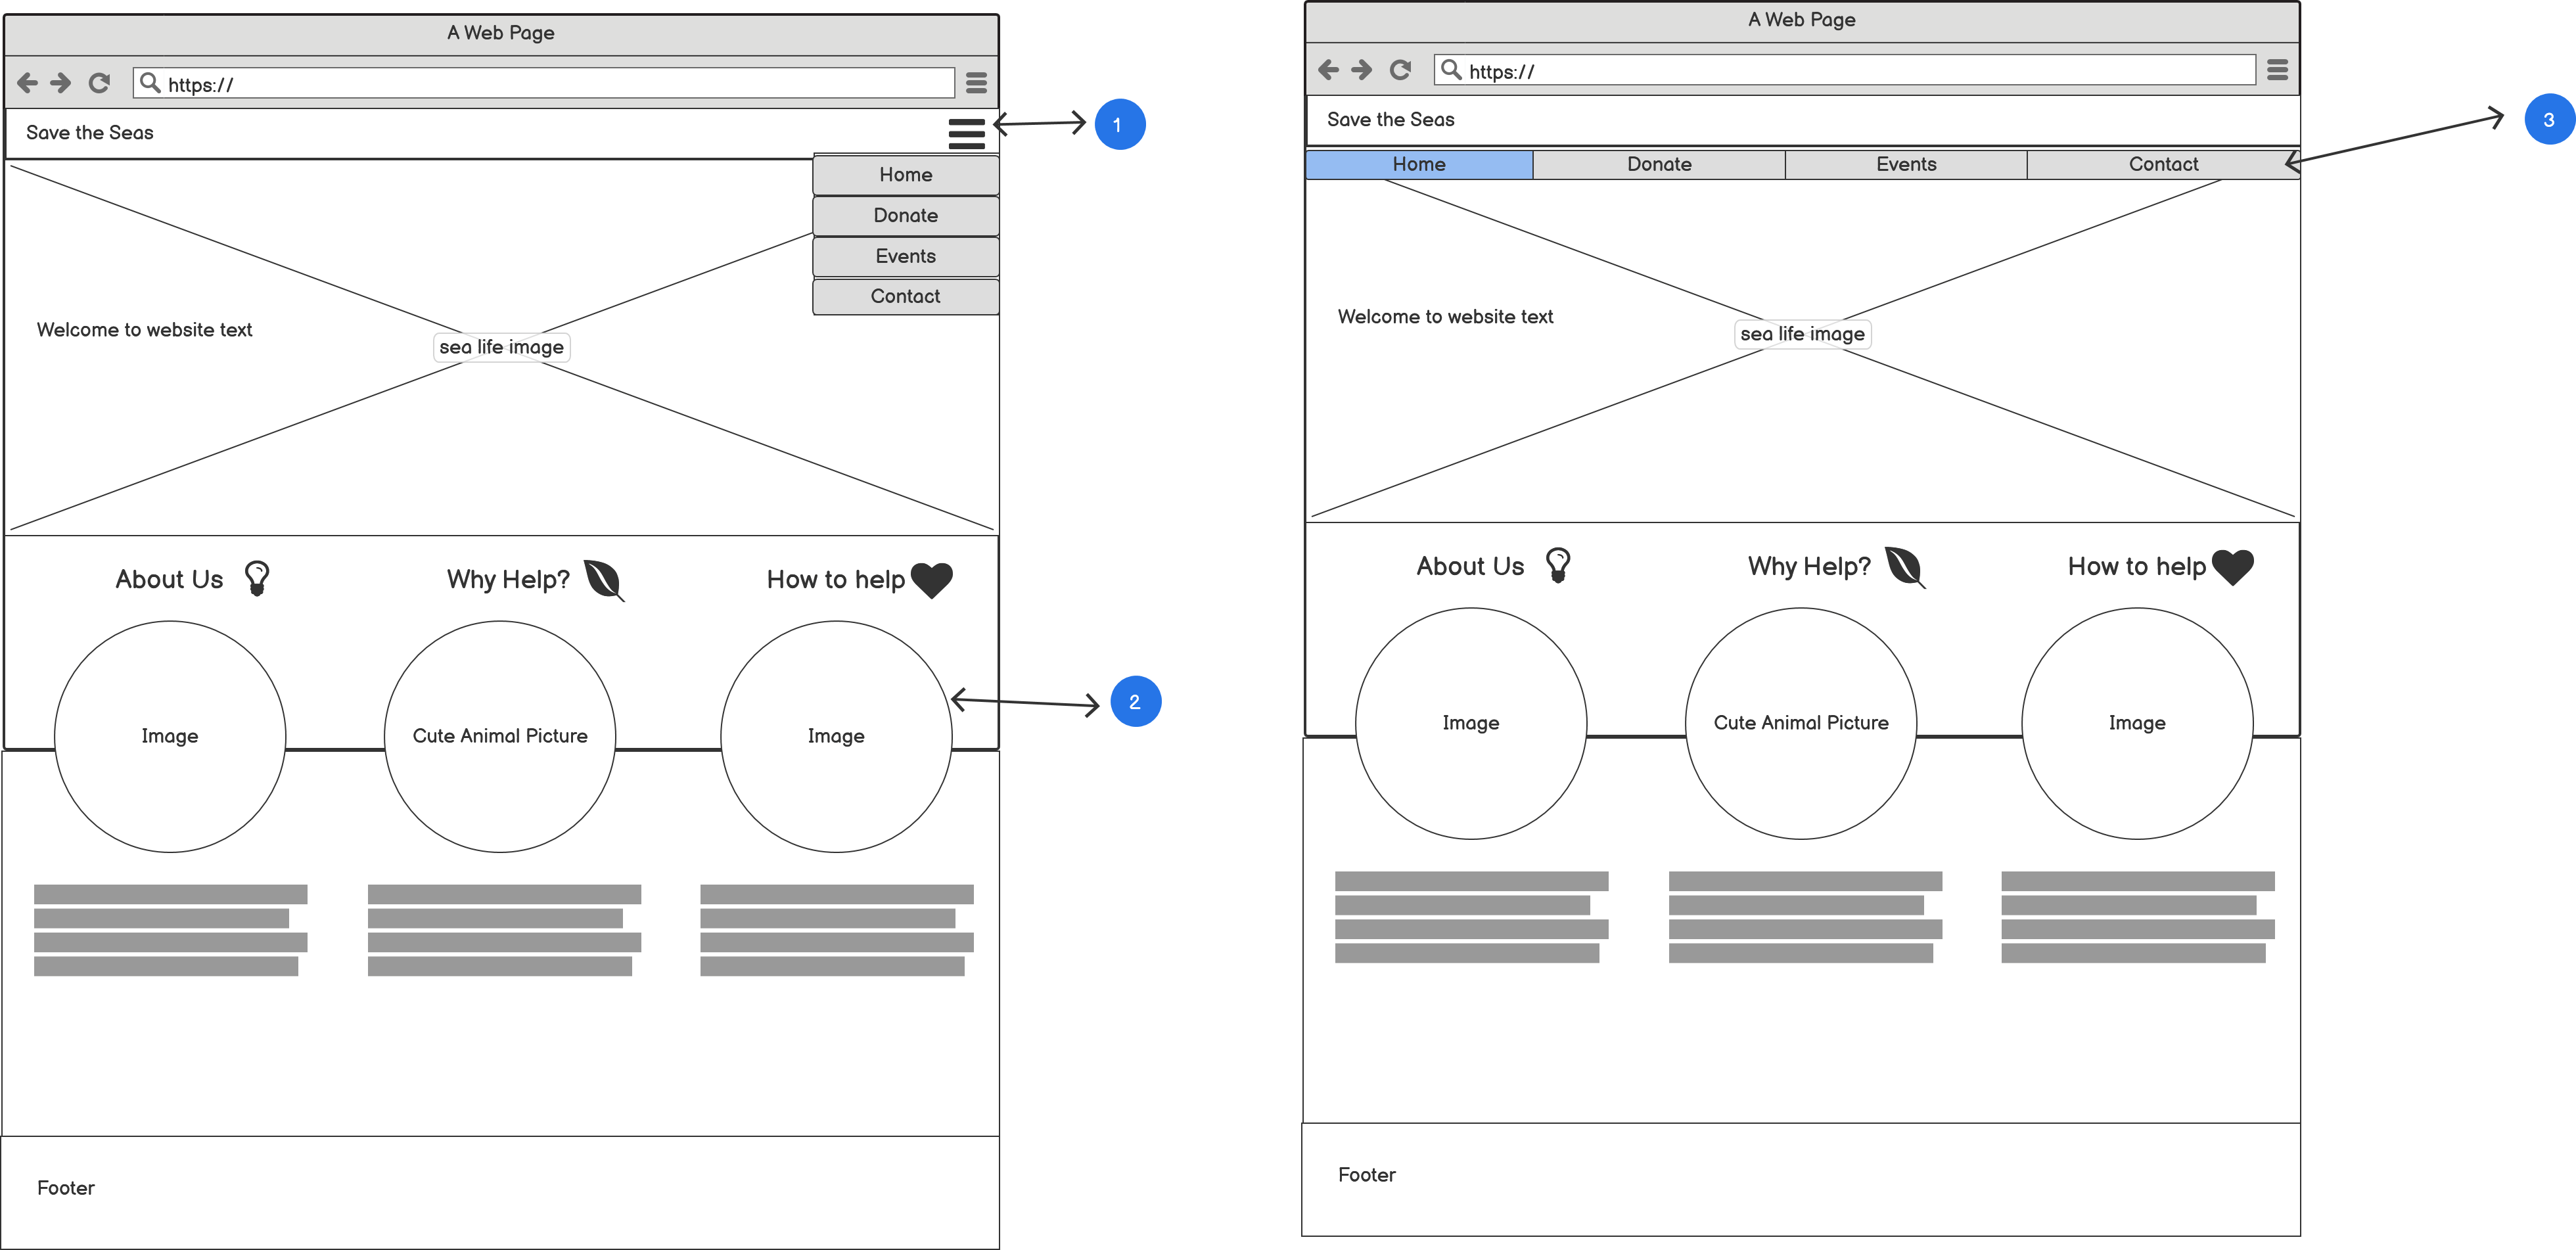 A Web Page
https://
Save the Seas
1
Home
Donate
Events
Contact
Welcome to website text
sea life image
About Us
Why Help?
How to help
2
Image
Cute Animal Picture
Image
Footer
A Web Page
https://
Save the Seas
3
Home
Donate
Events
Contact
Welcome to website text
sea life image
About Us
Why Help?
How to help
Image
Cute Animal Picture
Image
Footer